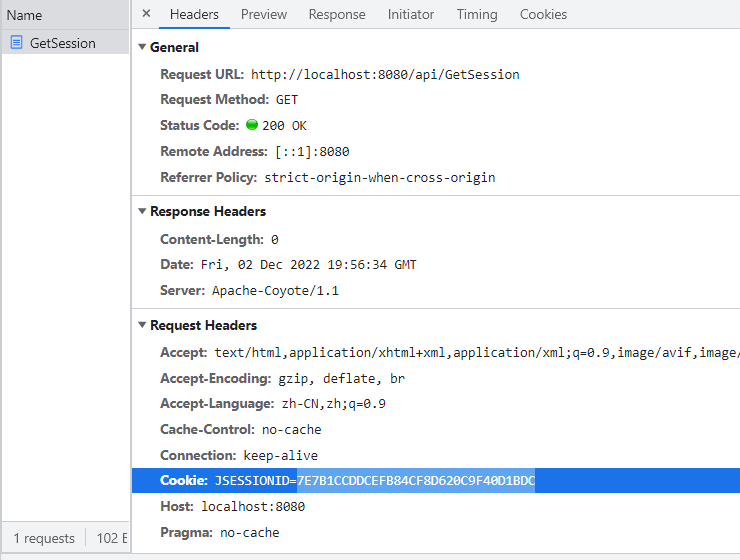 Name
GetSession
1 requests
102 B
× Headers Preview Response Initiator Timing Cookies
General
Request URL: http://localhost:8080/api/GetSession
Request Method: GET
Status Code: 200 OK
Remote Address: [::1]:8080
Referrer Policy: strict-origin-when-cross-origin
Response Headers
Content-Length: 0
Date: Fri, 02 Dec 2022 19:56:34 GMT
Server: Apache-Coyote/1.1
Request Headers
Accept: text/html,application/xhtml+xml,application/xml;q=0.9,image/avif,image/
Accept-Encoding: gzip, deflate, br
Accept-Language: zh-CN,zh;q=0.9
Cache-Control: no-cache
Connection: keep-alive
Cookie: JSESSIONID=7E7B1CCDDCEFB84CF8D620C9F40D1BDC
Host: localhost:8080
Pragma: no-cache